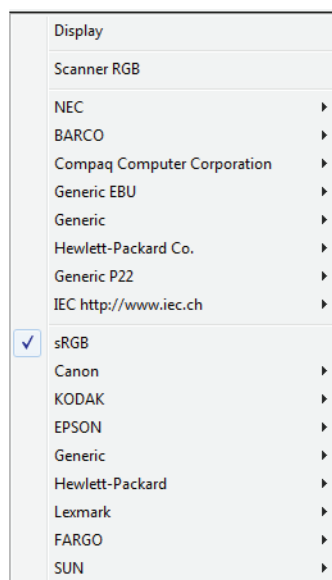 Display
Scanner RGB
NEC
BARCO
Compaq Computer Corporation
Generic EBU
Generic
Hewlett-Packard Co.
Generic P22
IEC http://www.iec.ch
sRGB
Canon
KODAK
EPSON
Generic
Hewlett-Packard
Lexmark
FARGO
SUN